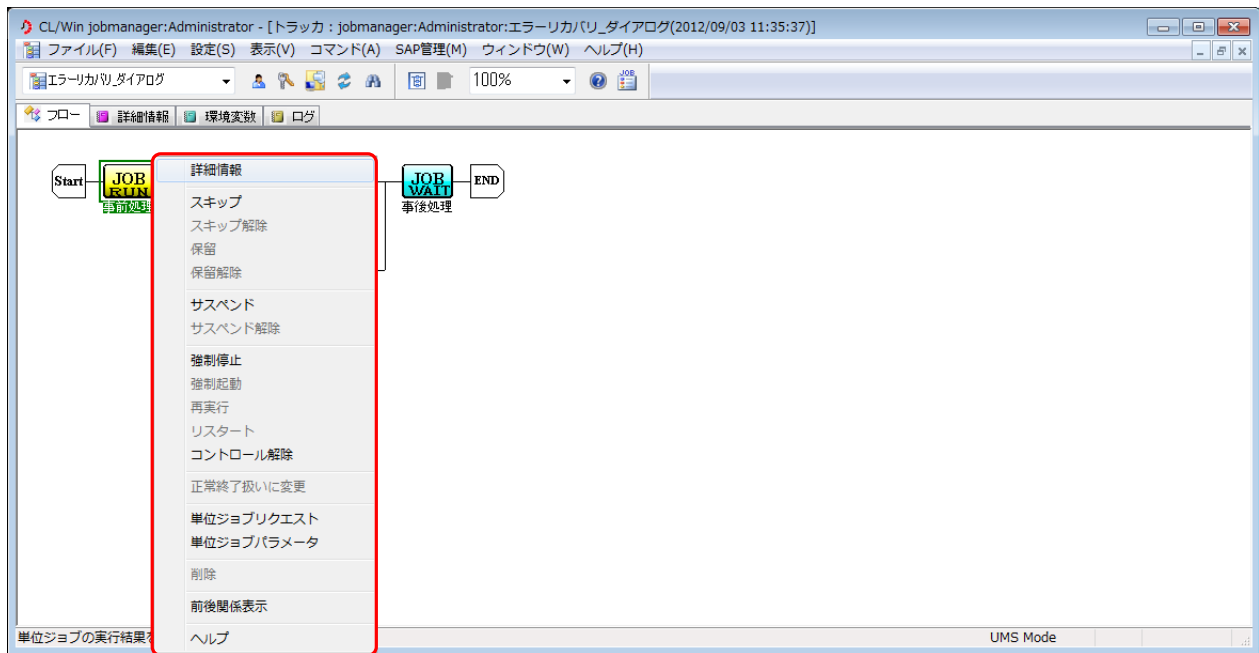 CL/Win jobmanager:Administrator - [トラッカ : jobmanager:Administrator:エラーリカバリ_ダイアログ(2012/09/03 11:35:37)]
ファイル(F) 編集(E) 設定(S) 表示(V) コマンド(A) SAP管理(M) ウィンドウ(W) ヘルプ(H)
エラーリカバリ_ダイアログ 100% JOB
フロー 詳細情報 環境変数 ログ
Start JOB RUN 事前処理
JOB WAIT 事後処理 END
詳細情報
スキップ
スキップ解除
保留
保留解除
サスペンド
サスペンド解除
強制停止
強制起動
再実行
リスタート
コントロール解除
正常終了扱いに変更
単位ジョブリクエスト
単位ジョブパラメータ
削除
前後関係表示
ヘルプ
単位ジョブの実行結果 UMS Mode